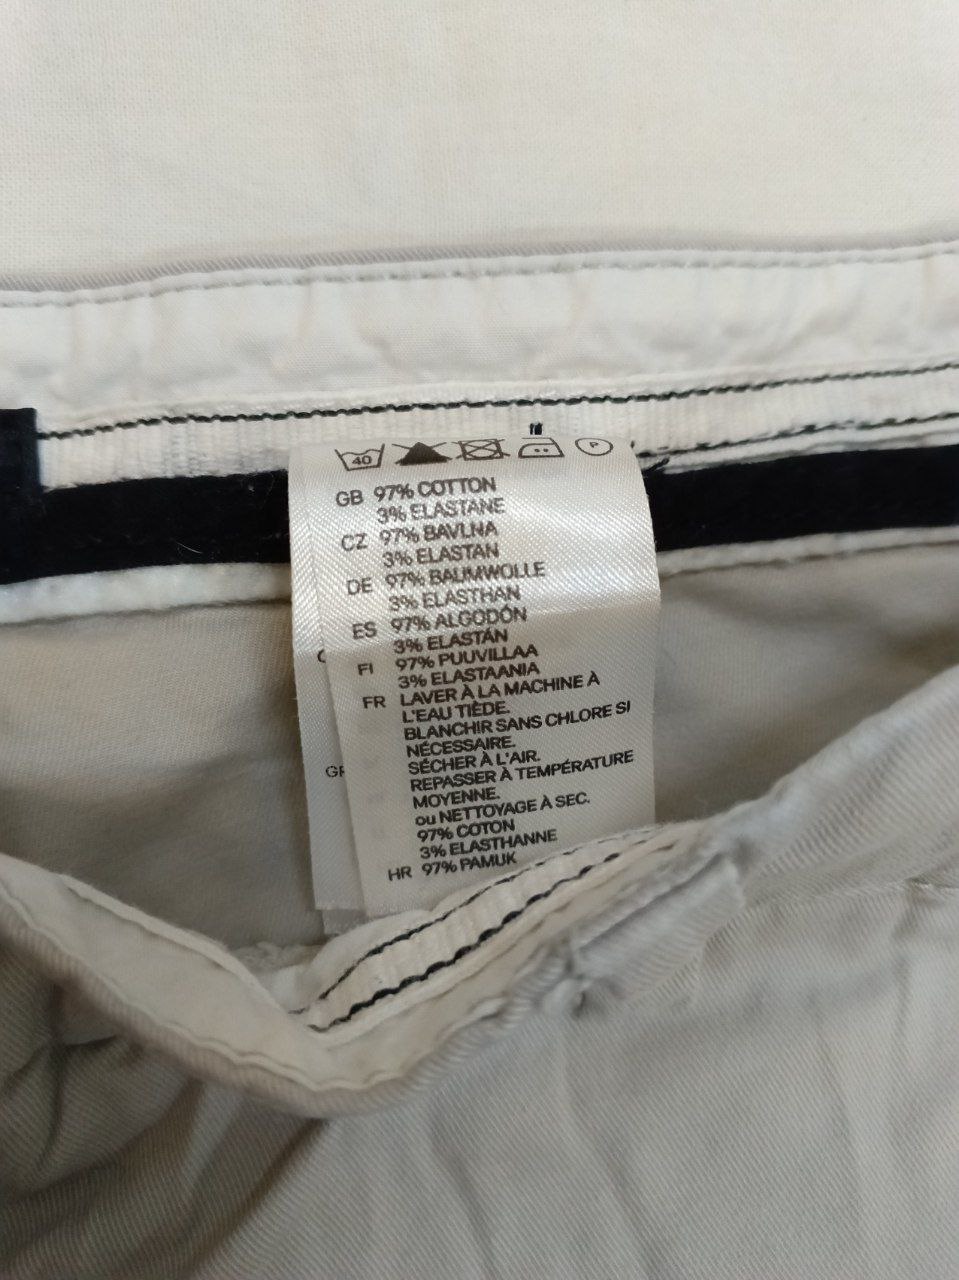 40
P
GB 97% COTTON
3% ELASTANE
CZ 97% BAVLNA
3% ELASTAN
DE 97% BAUMWOLLE
3% ELASTHAN
ES 97% ALGODÓN
3% ELASTÁN
FI 97% PUUVILLAA
3% ELASTAANIA
FR LAVER À LA MACHINE À
L'EAU TIÈDE.
BLANCHIR SANS CHLORE SI
NÉCESSAIRE.
SÉCHER À L'AIR.
REPASSER À TEMPÉRATURE
MOYENNE.
ou NETTOYAGE À SEC.
97% COTON
3% ELASTHANNE
HR 97% PAMUK